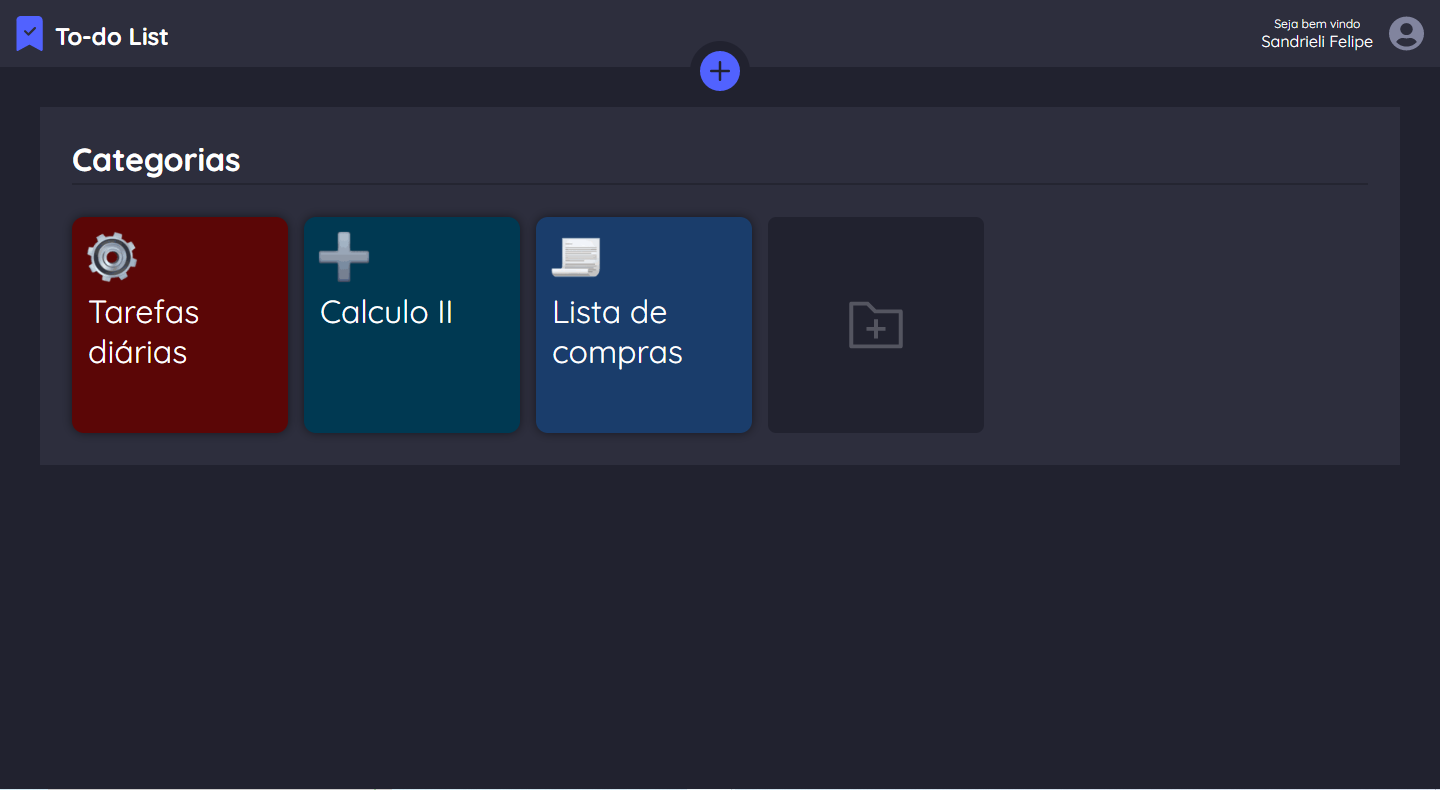 To-do List
Seja bem vindo
Sandrieli Felipe
Categorias
Tarefas
diárias
Calculo II
Lista de
compras